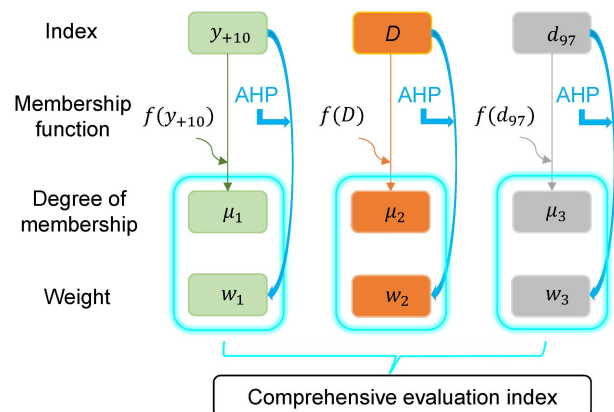 Index
y₊₁₀
D
d₉₇
Membership function
f(y₊₁₀)
AHP
f(D)
AHP
f(d₉₇)
AHP
Degree of membership
μ₁
μ₂
μ₃
Weight
w₁
w₂
w₃
Comprehensive evaluation index